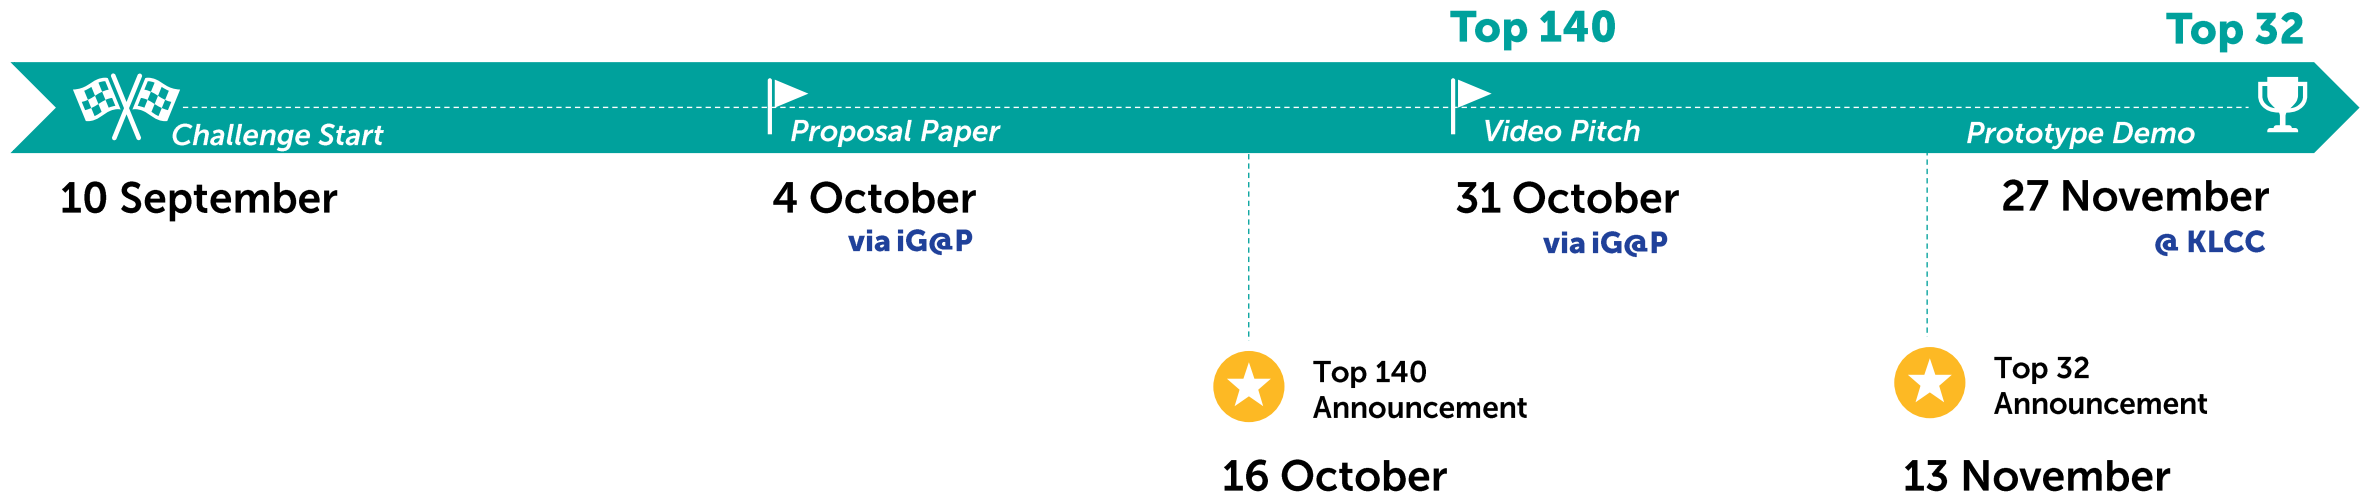 Top 140
Top 32
Challenge Start
Proposal Paper
Video Pitch
Prototype Demo
10 September
4 October
via iG@P
31 October
via iG@P
27 November
@ KLCC
Top 140
Announcement
16 October
Top 32
Announcement
13 November